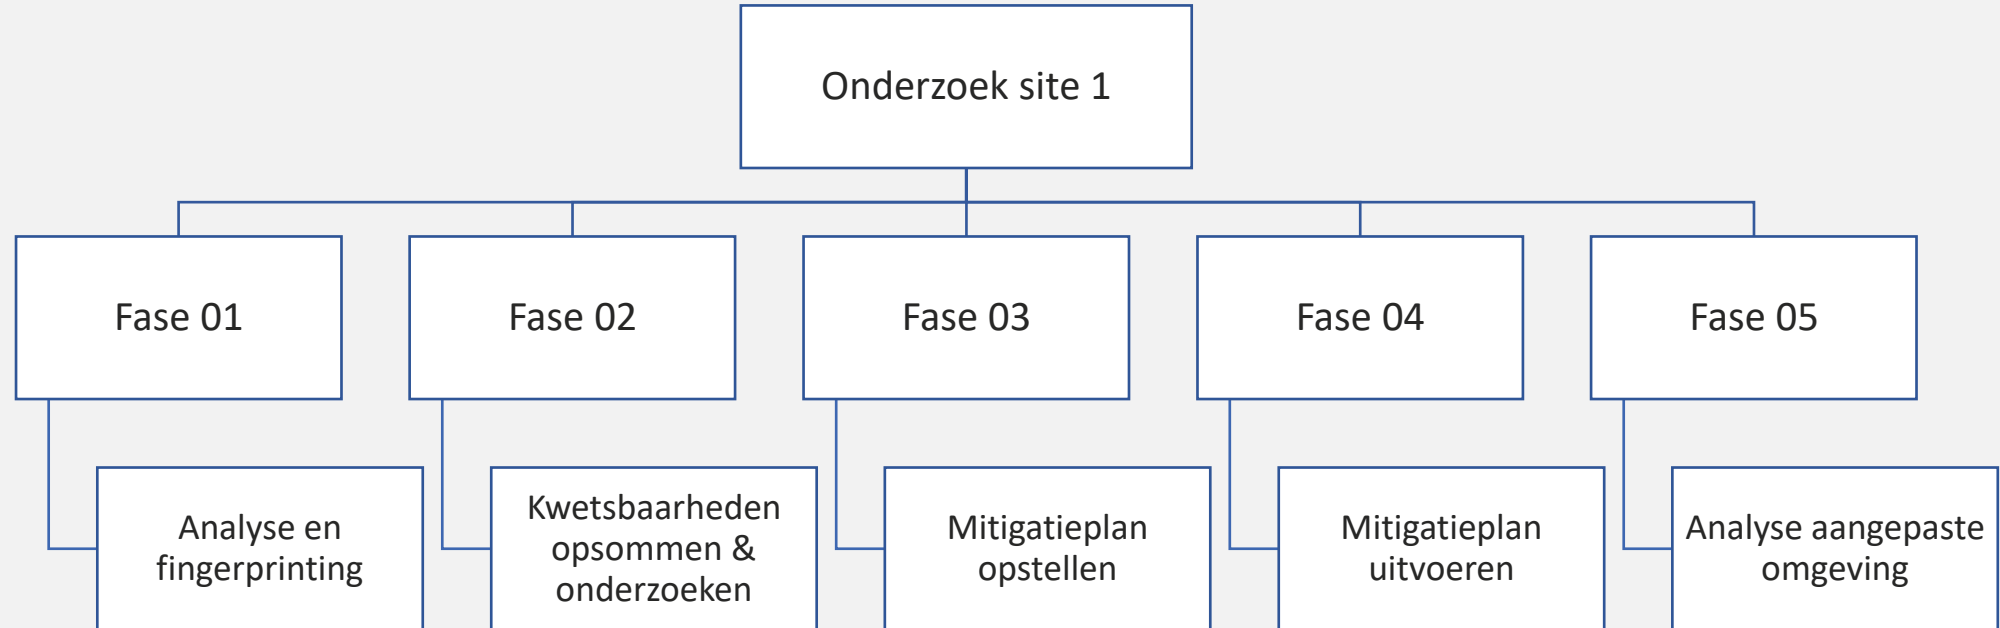 Onderzoek site 1
Fase 01
Fase 02
Fase 03
Fase 04
Fase 05
Analyse en
fingerprinting
Kwetsbaarheden
opsommen &
onderzoeken
Mitigatieplan
opstellen
Mitigatieplan
uitvoeren
Analyse aangepaste
omgeving